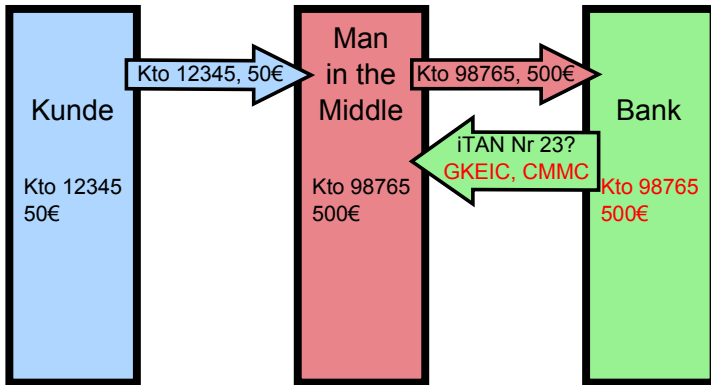 Kunde
Kto 12345
50€
Kto 12345, 50€
Man
in the
Middle
Kto 98765
500€
Kto 98765, 500€
iTAN Nr 23?
GKEIC, CMMC
Bank
Kto 98765
500€